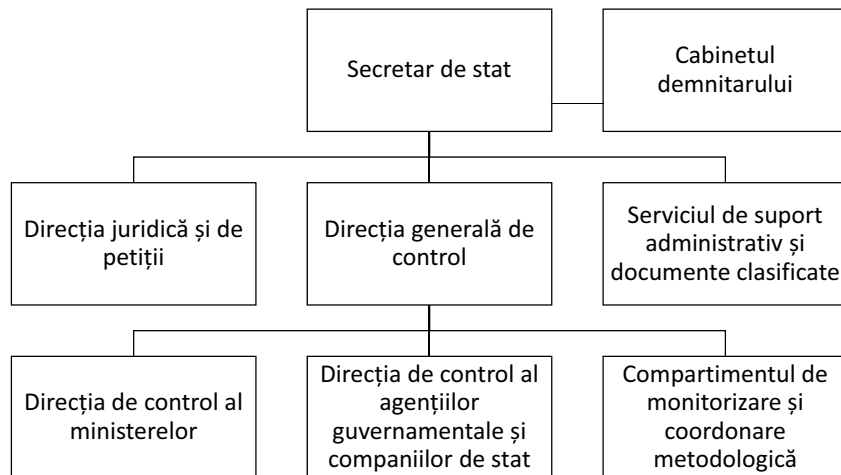 Secretar de stat
Cabinetul
demnitarului
Direcția juridică și de
petiții
Direcția generală de
control
Serviciul de suport
administrativ și
documente clasificate
Direcția de control al
ministerelor
Direcția de control al
agențiilor
guvernamentale și
companiilor de stat
Compartimentul de
monitorizare și
coordonare
metodologică